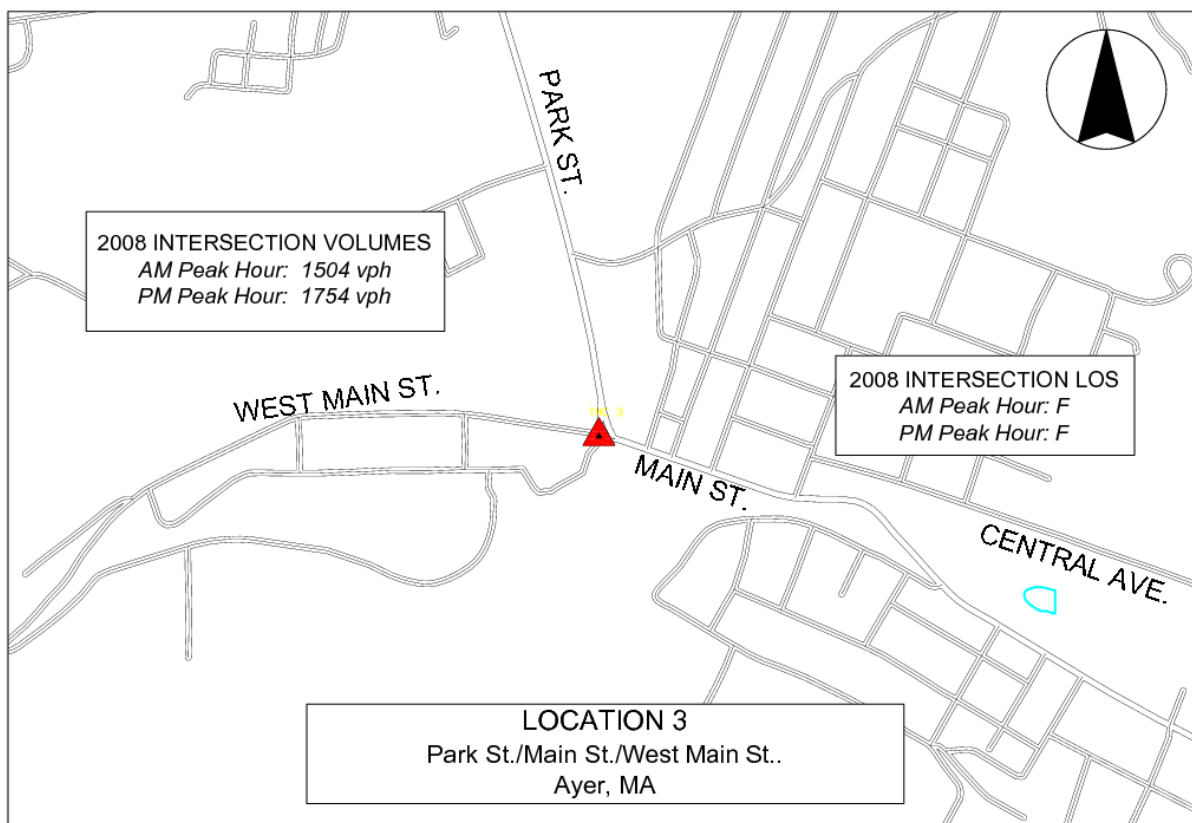 PARK ST.
2008 INTERSECTION VOLUMES
AM Peak Hour: 1504 vph
PM Peak Hour: 1754 vph
2008 INTERSECTION LOS
AM Peak Hour: F
PM Peak Hour: F
WEST MAIN ST.
MAIN ST.
CENTRAL AVE.
LOCATION 3
Park St./Main St./West Main St..
Ayer, MA